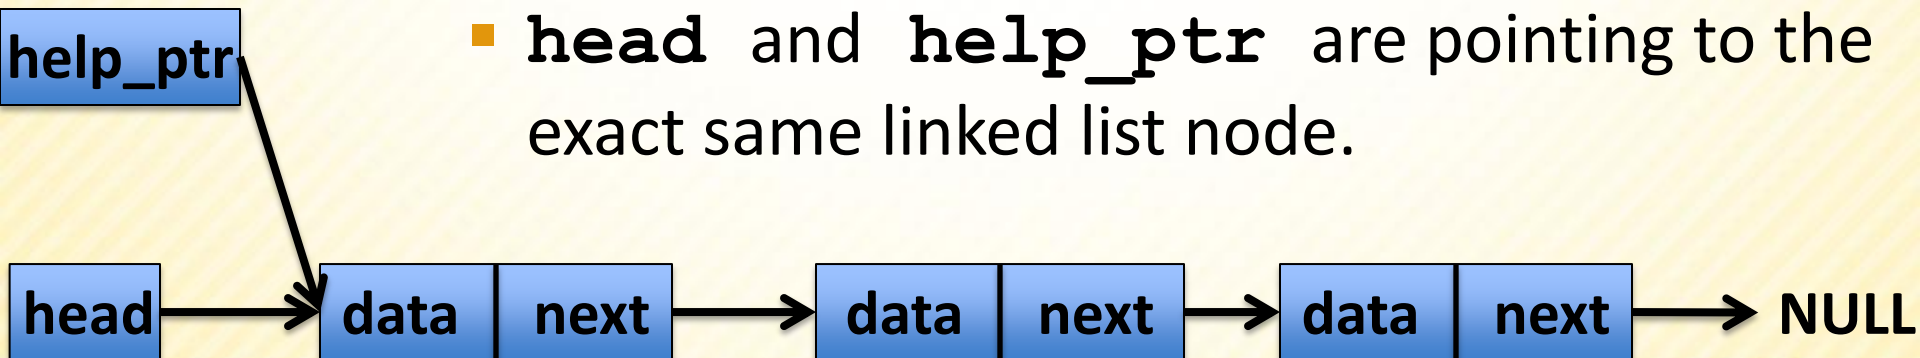 help_ptr
head and help_ptr are pointing to the
exact same linked list node.
head data next data next data next NULL